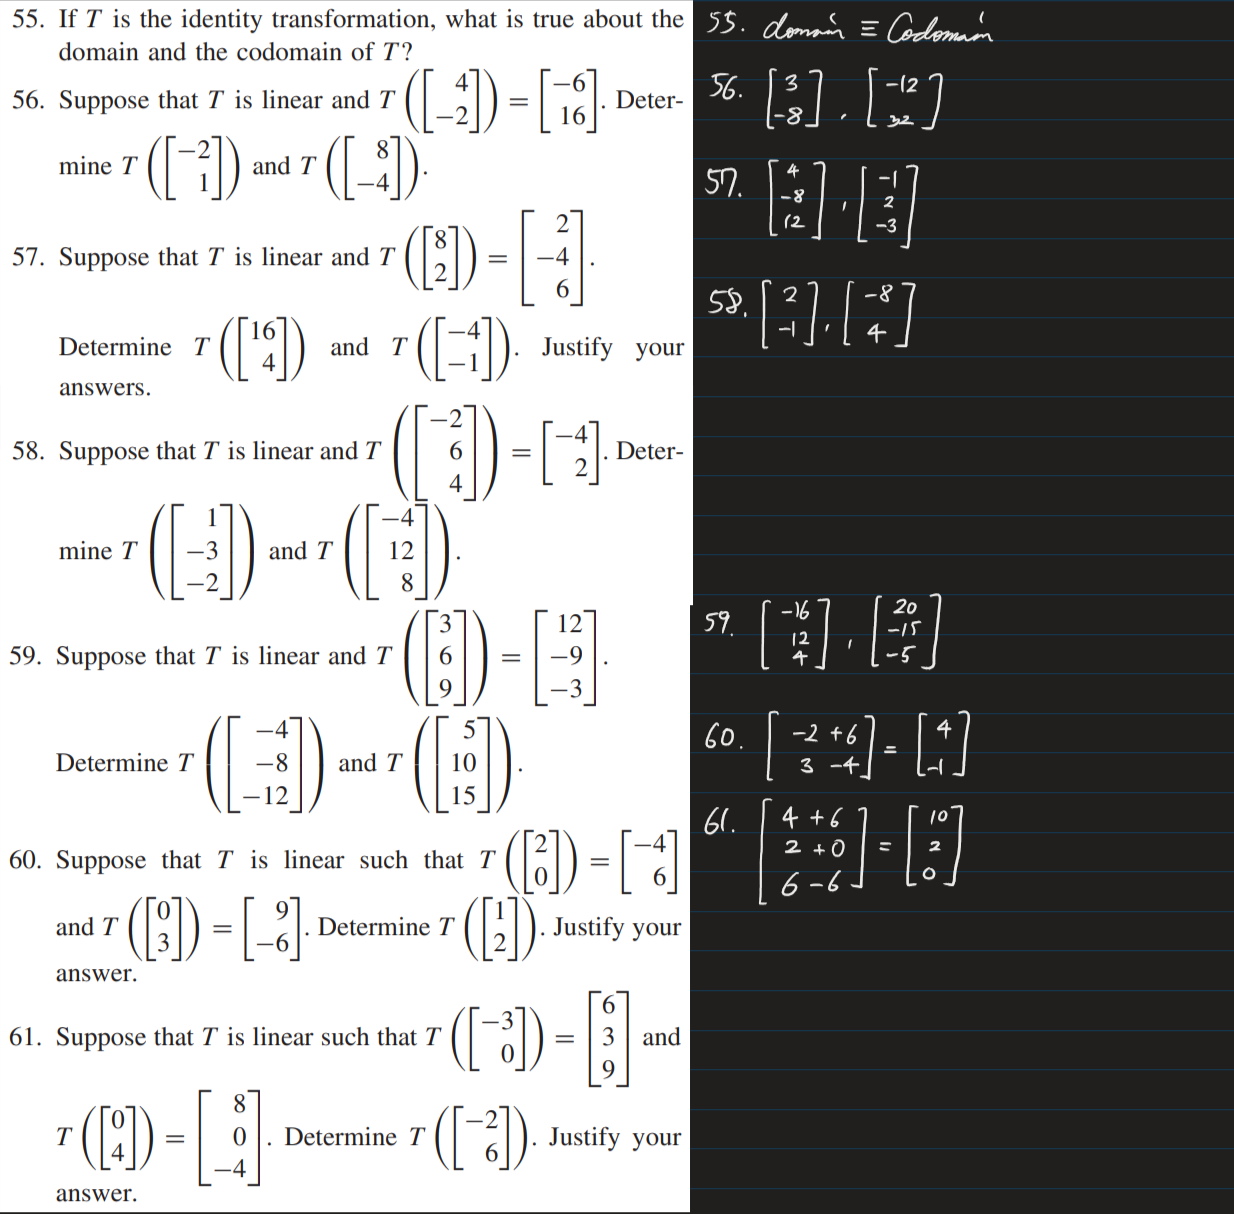 55. If T is the identity transformation, what is true about the
domain and the codomain of T?
56. Suppose that T is linear and T([4; −2]) = [−6; 16]. Deter-
mine T([−2; 1]) and T([8; −4]).
57. Suppose that T is linear and T([8; 2]) = [2; −4; 6].
Determine T([16; 4]) and T([−4; −1]). Justify your
answers.
58. Suppose that T is linear and T([−2; 6; 4]) = [−4; 2]. Deter-
mine T([1; −3; −2]) and T([−4; 12; 8]).
59. Suppose that T is linear and T([3; 6; 9]) = [12; −9; −3].
Determine T([−4; −8; −12]) and T([5; 10; 15]).
60. Suppose that T is linear such that T([2; 0]) = [−4; 6]
and T([0; 3]) = [9; −6]. Determine T([1; 2]). Justify your
answer.
61. Suppose that T is linear such that T([−3; 0]) = [6; 3; 9] and
T([0; 4]) = [8; 0; −4]. Determine T([−2; 6]). Justify your
answer.
55. domain ≡ Codomain
56. [3; −8], [−12; 32]
57. [4; −8; 12], [−1; 2; −3]
58. [2; −1], [−8; 4]
59. [−16; 12; 4], [20; −15; −5]
60. [−2 +6; 3 −4] = [4; −1]
61. [4 +6; 2 +0; 6 −6] = [10; 2; 0]